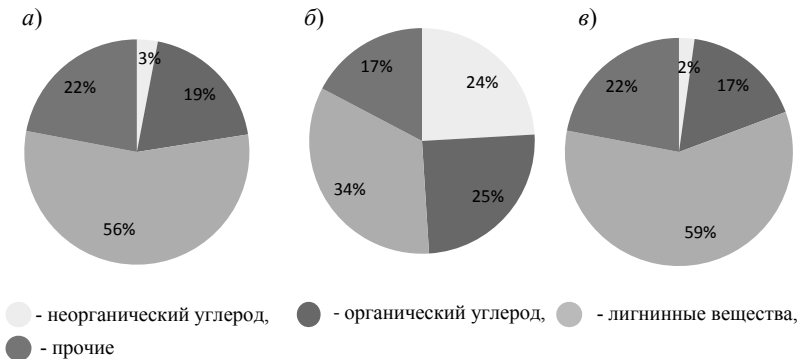 а) б) в)
3% 24% 2%
22% 19% 17% 22% 17%
34% 25%
56% 59%
- неорганический углерод, - органический углерод, - лигнинные вещества,
- прочие